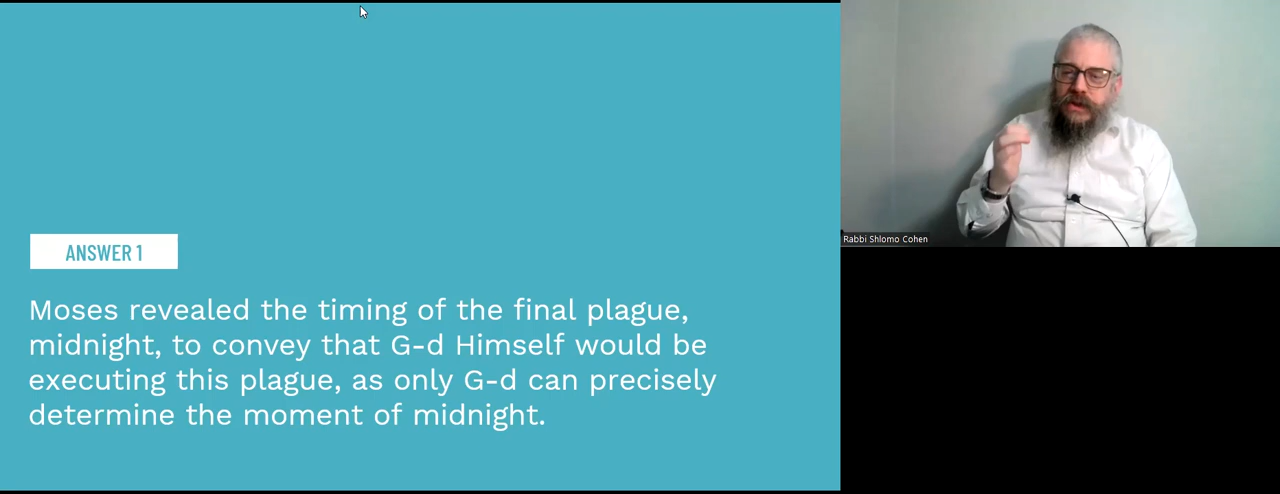 ANSWER 1
Moses revealed the timing of the final plague,
midnight, to convey that G-d Himself would be
executing this plague, as only G-d can precisely
determine the moment of midnight.
Rabbi Shlomo Cohen